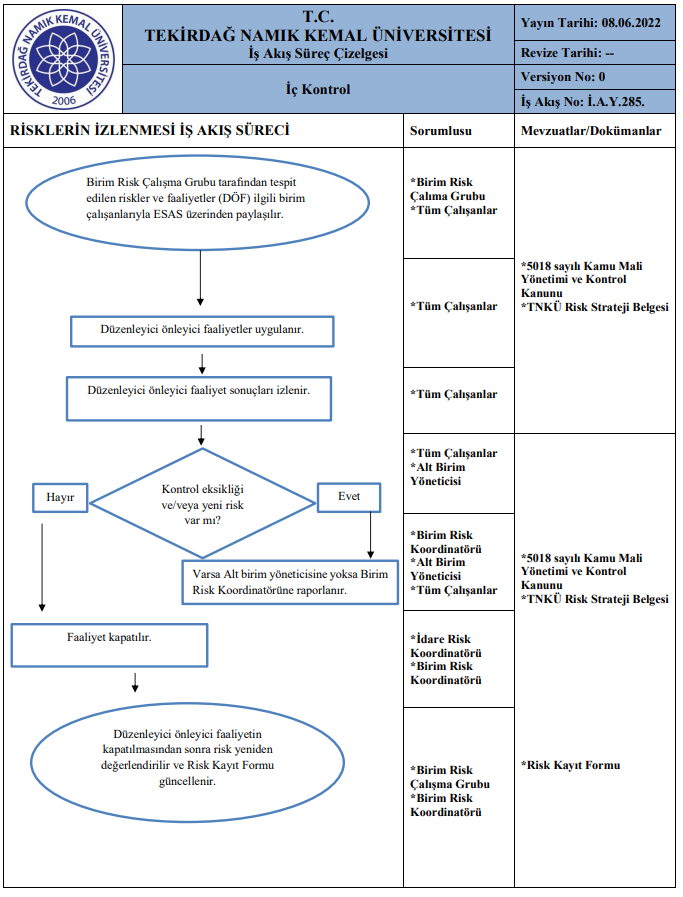 TEKİRDAĞ NAMIK KEMAL ÜNİVERSİTESİ
2006
T.C.
TEKİRDAĞ NAMIK KEMAL ÜNİVERSİTESİ
İş Akış Süreç Çizelgesi
İç Kontrol
Yayın Tarihi: 08.06.2022
Revize Tarihi: --
Versiyon No: 0
İş Akış No: İ.A.Y.285.
RİSKLERİN İZLENMESİ İŞ AKIŞ SÜRECİ
Sorumlusu
Mevzuatlar/Dokümanlar
Birim Risk Çalışma Grubu tarafından tespit
edilen riskler ve faaliyetler (DÖF) ilgili birim
çalışanlarıyla ESAS üzerinden paylaşılır.
*Birim Risk
Çalıma Grubu
*Tüm Çalışanlar
*5018 sayılı Kamu Mali
Yönetimi ve Kontrol
Kanunu
*TNKÜ Risk Strateji Belgesi
Düzenleyici önleyici faaliyetler uygulanır.
*Tüm Çalışanlar
Düzenleyici önleyici faaliyet sonuçları izlenir.
*Tüm Çalışanlar
Kontrol eksikliği
ve/veya yeni risk
var mı?
Hayır
Evet
*Tüm Çalışanlar
*Alt Birim
Yöneticisi
Varsa Alt birim yöneticisine yoksa Birim
Risk Koordinatörüne raporlanır.
*Birim Risk
Koordinatörü
*Alt Birim
Yöneticisi
*Tüm Çalışanlar
*5018 sayılı Kamu Mali
Yönetimi ve Kontrol
Kanunu
*TNKÜ Risk Strateji Belgesi
Faaliyet kapatılır.
*İdare Risk
Koordinatörü
*Birim Risk
Koordinatörü
Düzenleyici önleyici faaliyetin
kapatılmasından sonra risk yeniden
değerlendirilir ve Risk Kayıt Formu
güncellenir.
*Birim Risk
Çalışma Grubu
*Birim Risk
Koordinatörü
*Risk Kayıt Formu